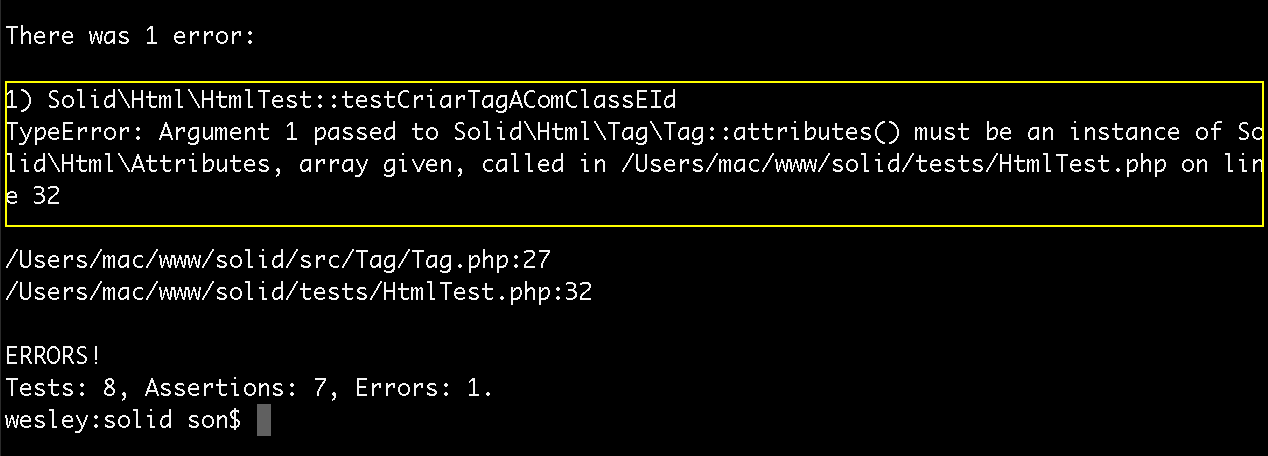 There was 1 error:
1) Solid\Html\HtmlTest::testCriarTagAComClassEId
TypeError: Argument 1 passed to Solid\Html\Tag\Tag::attributes() must be an instance of So
lid\Html\Attributes, array given, called in /Users/mac/www/solid/tests/HtmlTest.php on lin
e 32
/Users/mac/www/solid/src/Tag/Tag.php:27
/Users/mac/www/solid/tests/HtmlTest.php:32
ERRORS!
Tests: 8, Assertions: 7, Errors: 1.
wesley:solid son$